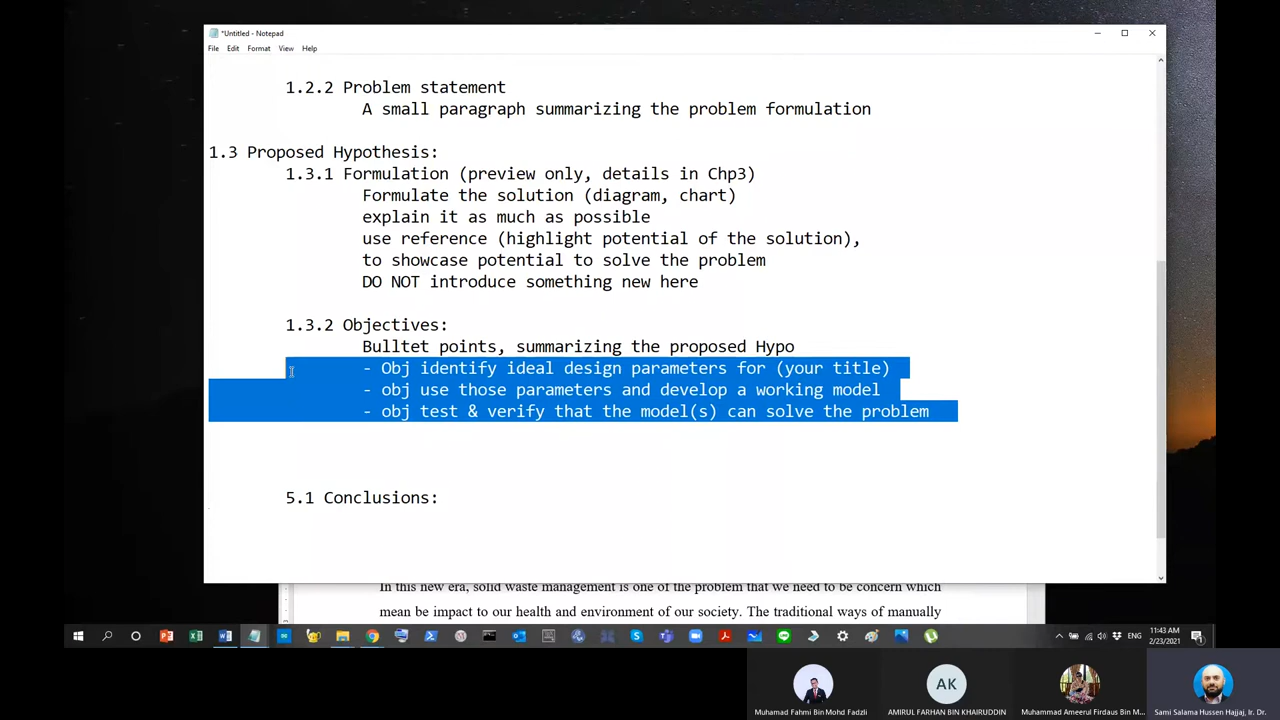 *Untitled - Notepad
File Edit Format View Help
1.2.2 Problem statement
A small paragraph summarizing the problem formulation
1.3 Proposed Hypothesis:
1.3.1 Formulation (preview only, details in Chp3)
Formulate the solution (diagram, chart)
explain it as much as possible
use reference (highlight potential of the solution),
to showcase potential to solve the problem
DO NOT introduce something new here
1.3.2 Objectives:
Bulltet points, summarizing the proposed Hypo
- Obj identify ideal design parameters for (your title)
- obj use those parameters and develop a working model
- obj test & verify that the model(s) can solve the problem
5.1 Conclusions:
In this new era, solid waste management is one of the problem that we need to be concern which
mean be impact to our health and environment of our society. The traditional ways of manually
ENG
11:43 AM
2/23/2021
AK
Muhamad Fahmi Bin Mohd Fadzli
AMIRUL FARHAN BIN KHAIRUDDIN
Muhammad Ameerul Firdaus Bin M...
Sami Salama Hussen Hajjaj, Ir. Dr.